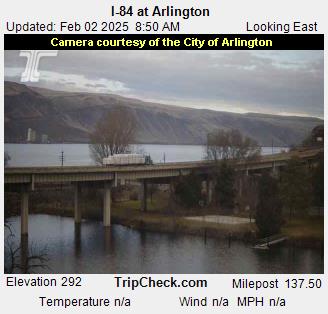 I-84 at Arlington
Updated: Feb 02 2025 8:50 AM Looking East
Camera courtesy of the City of Arlington
Elevation 292 TripCheck.com Milepost 137.50
Temperature n/a Wind n/a MPH n/a